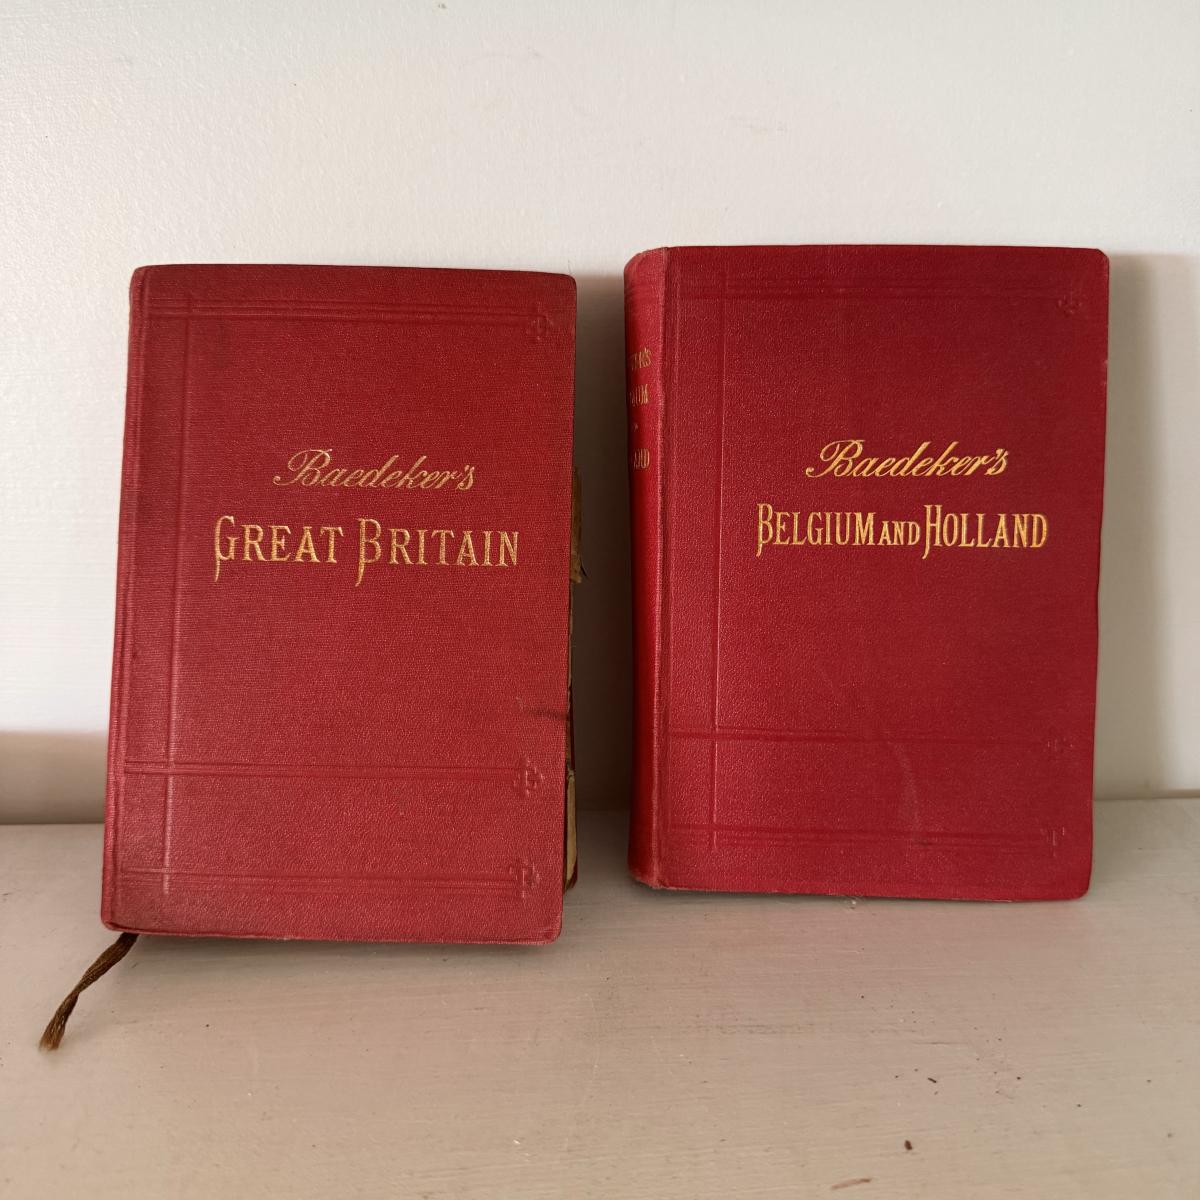 Baedeker's
GREAT BRITAIN
Baedeker's
BELGIUM AND HOLLAND